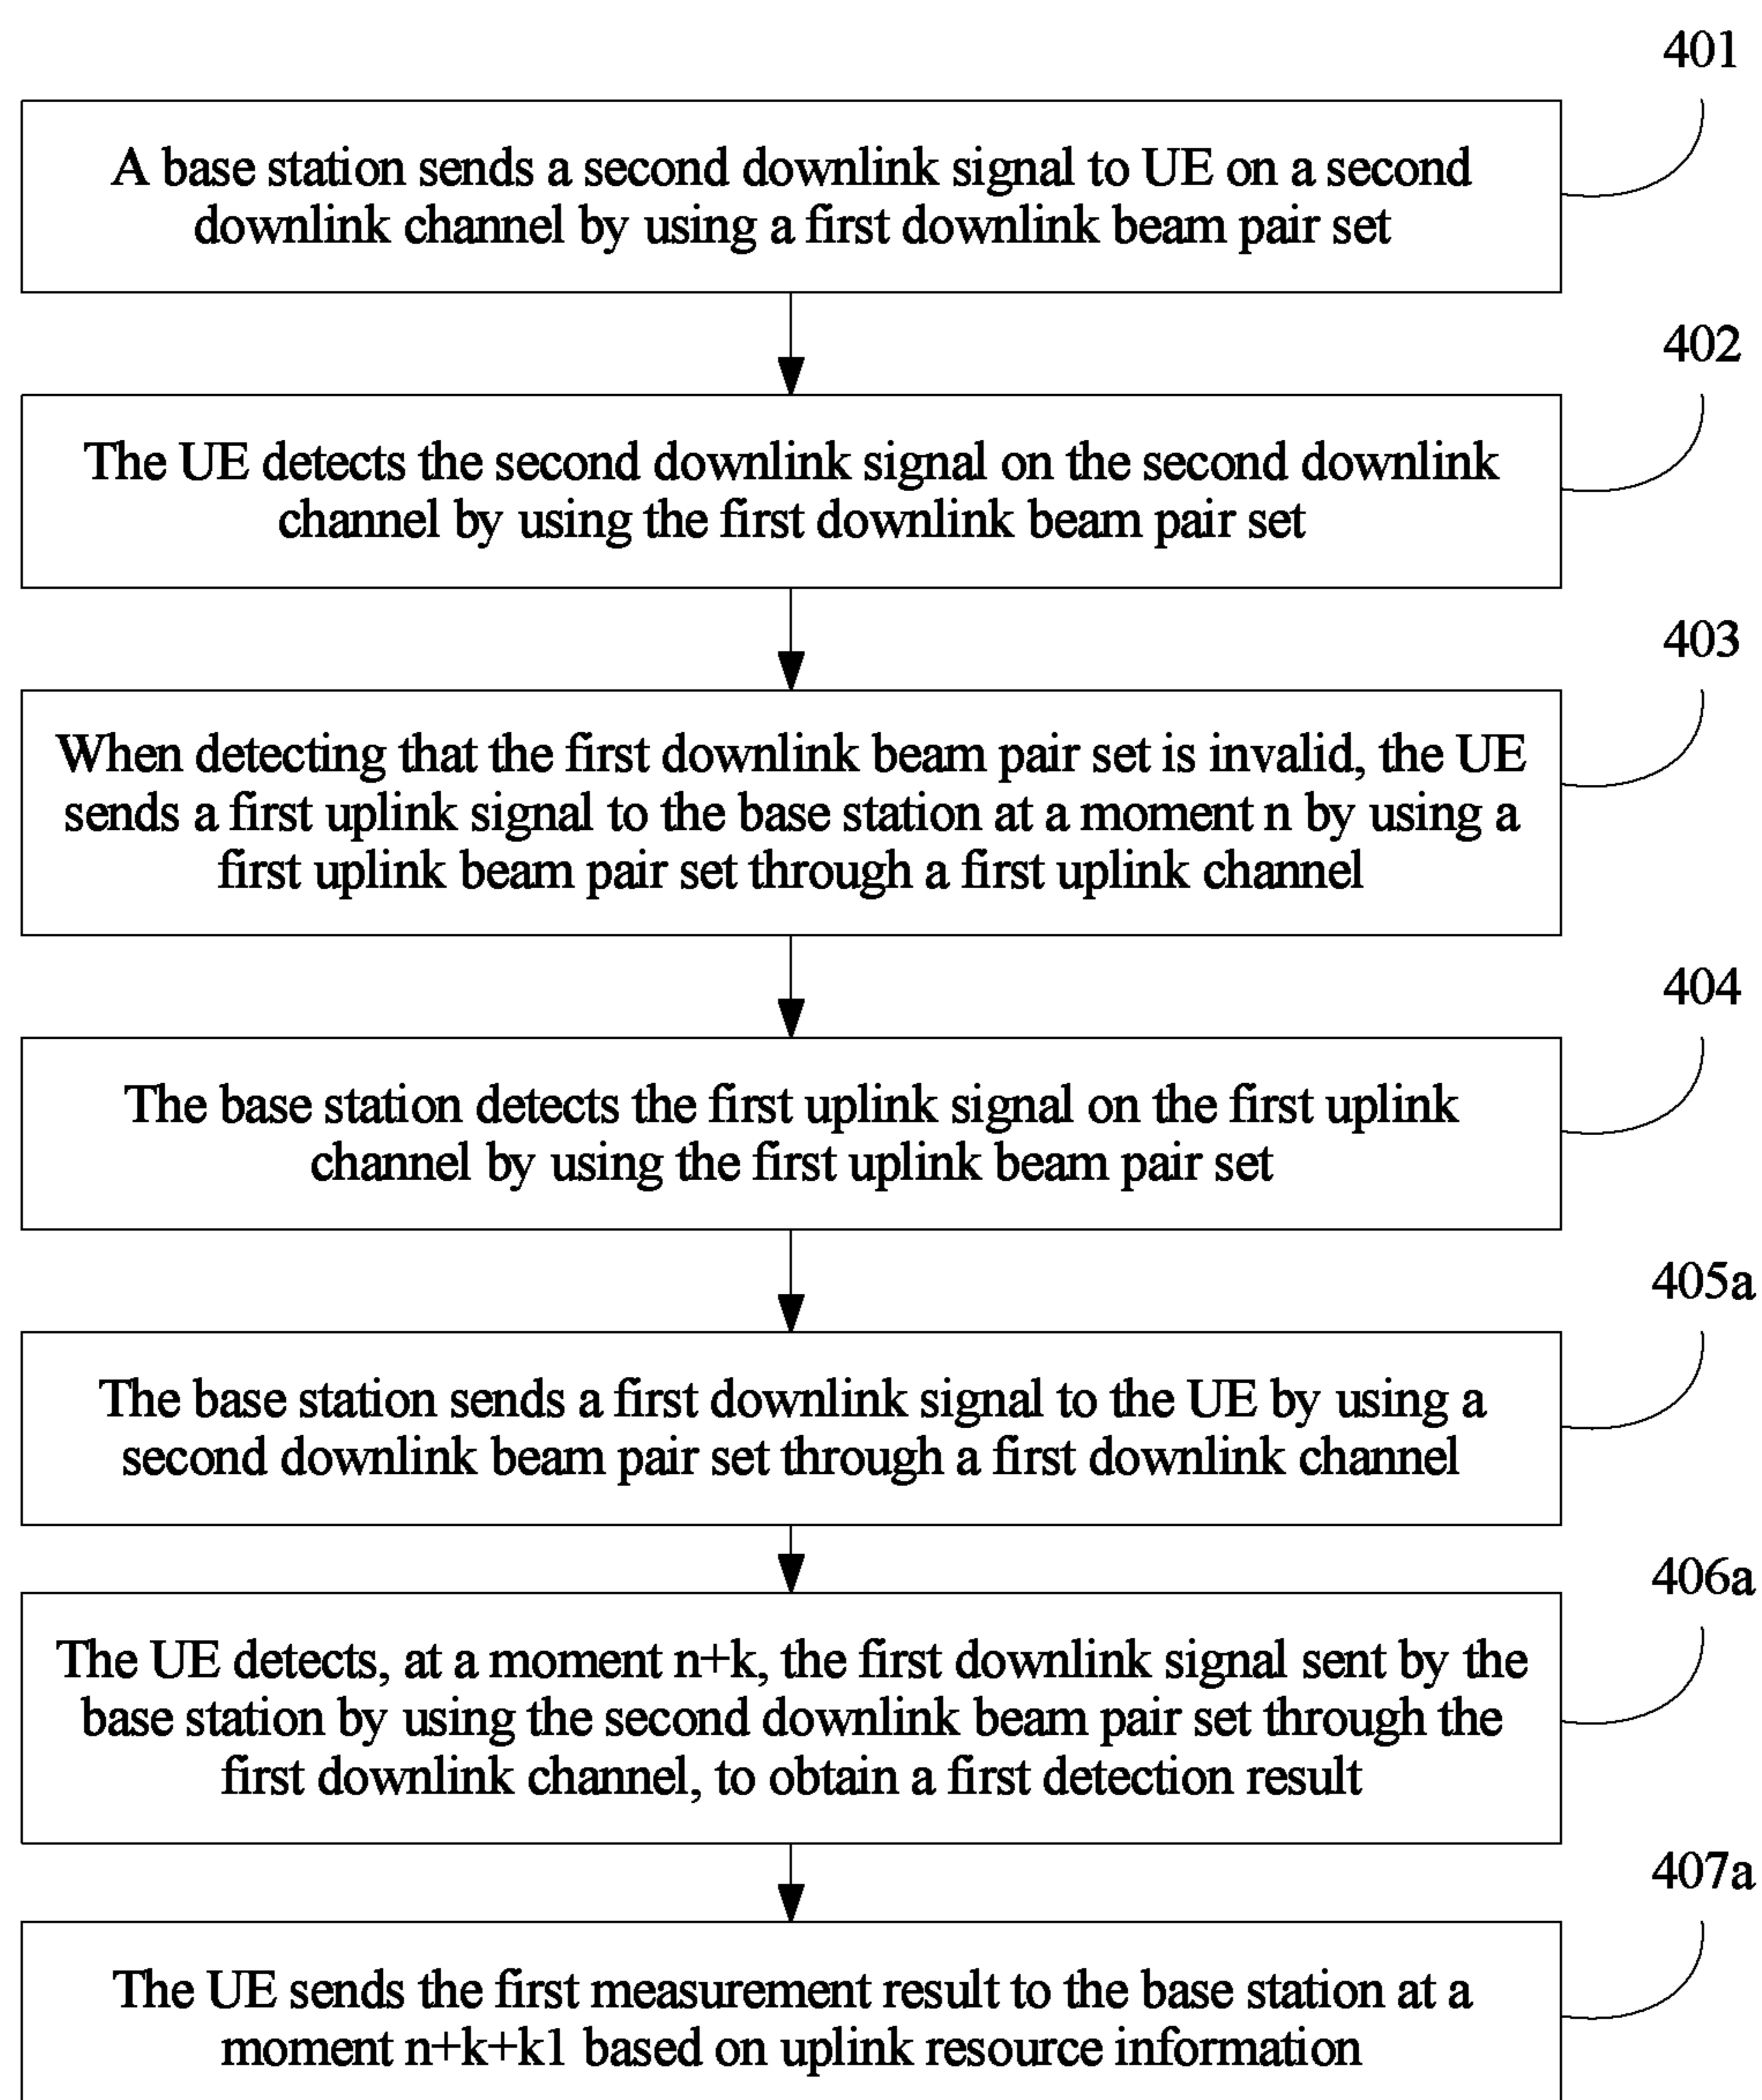 401
A base station sends a second downlink signal to UE on a second
downlink channel by using a first downlink beam pair set
402
The UE detects the second downlink signal on the second downlink
channel by using the first downlink beam pair set
403
When detecting that the first downlink beam pair set is invalid, the UE
sends a first uplink signal to the base station at a moment n by using a
first uplink beam pair set through a first uplink channel
404
The base station detects the first uplink signal on the first uplink
channel by using the first uplink beam pair set
405a
The base station sends a first downlink signal to the UE by using a
second downlink beam pair set through a first downlink channel
406a
The UE detects, at a moment n+k, the first downlink signal sent by the
base station by using the second downlink beam pair set through the
first downlink channel, to obtain a first detection result
407a
The UE sends the first measurement result to the base station at a
moment n+k+k1 based on uplink resource information